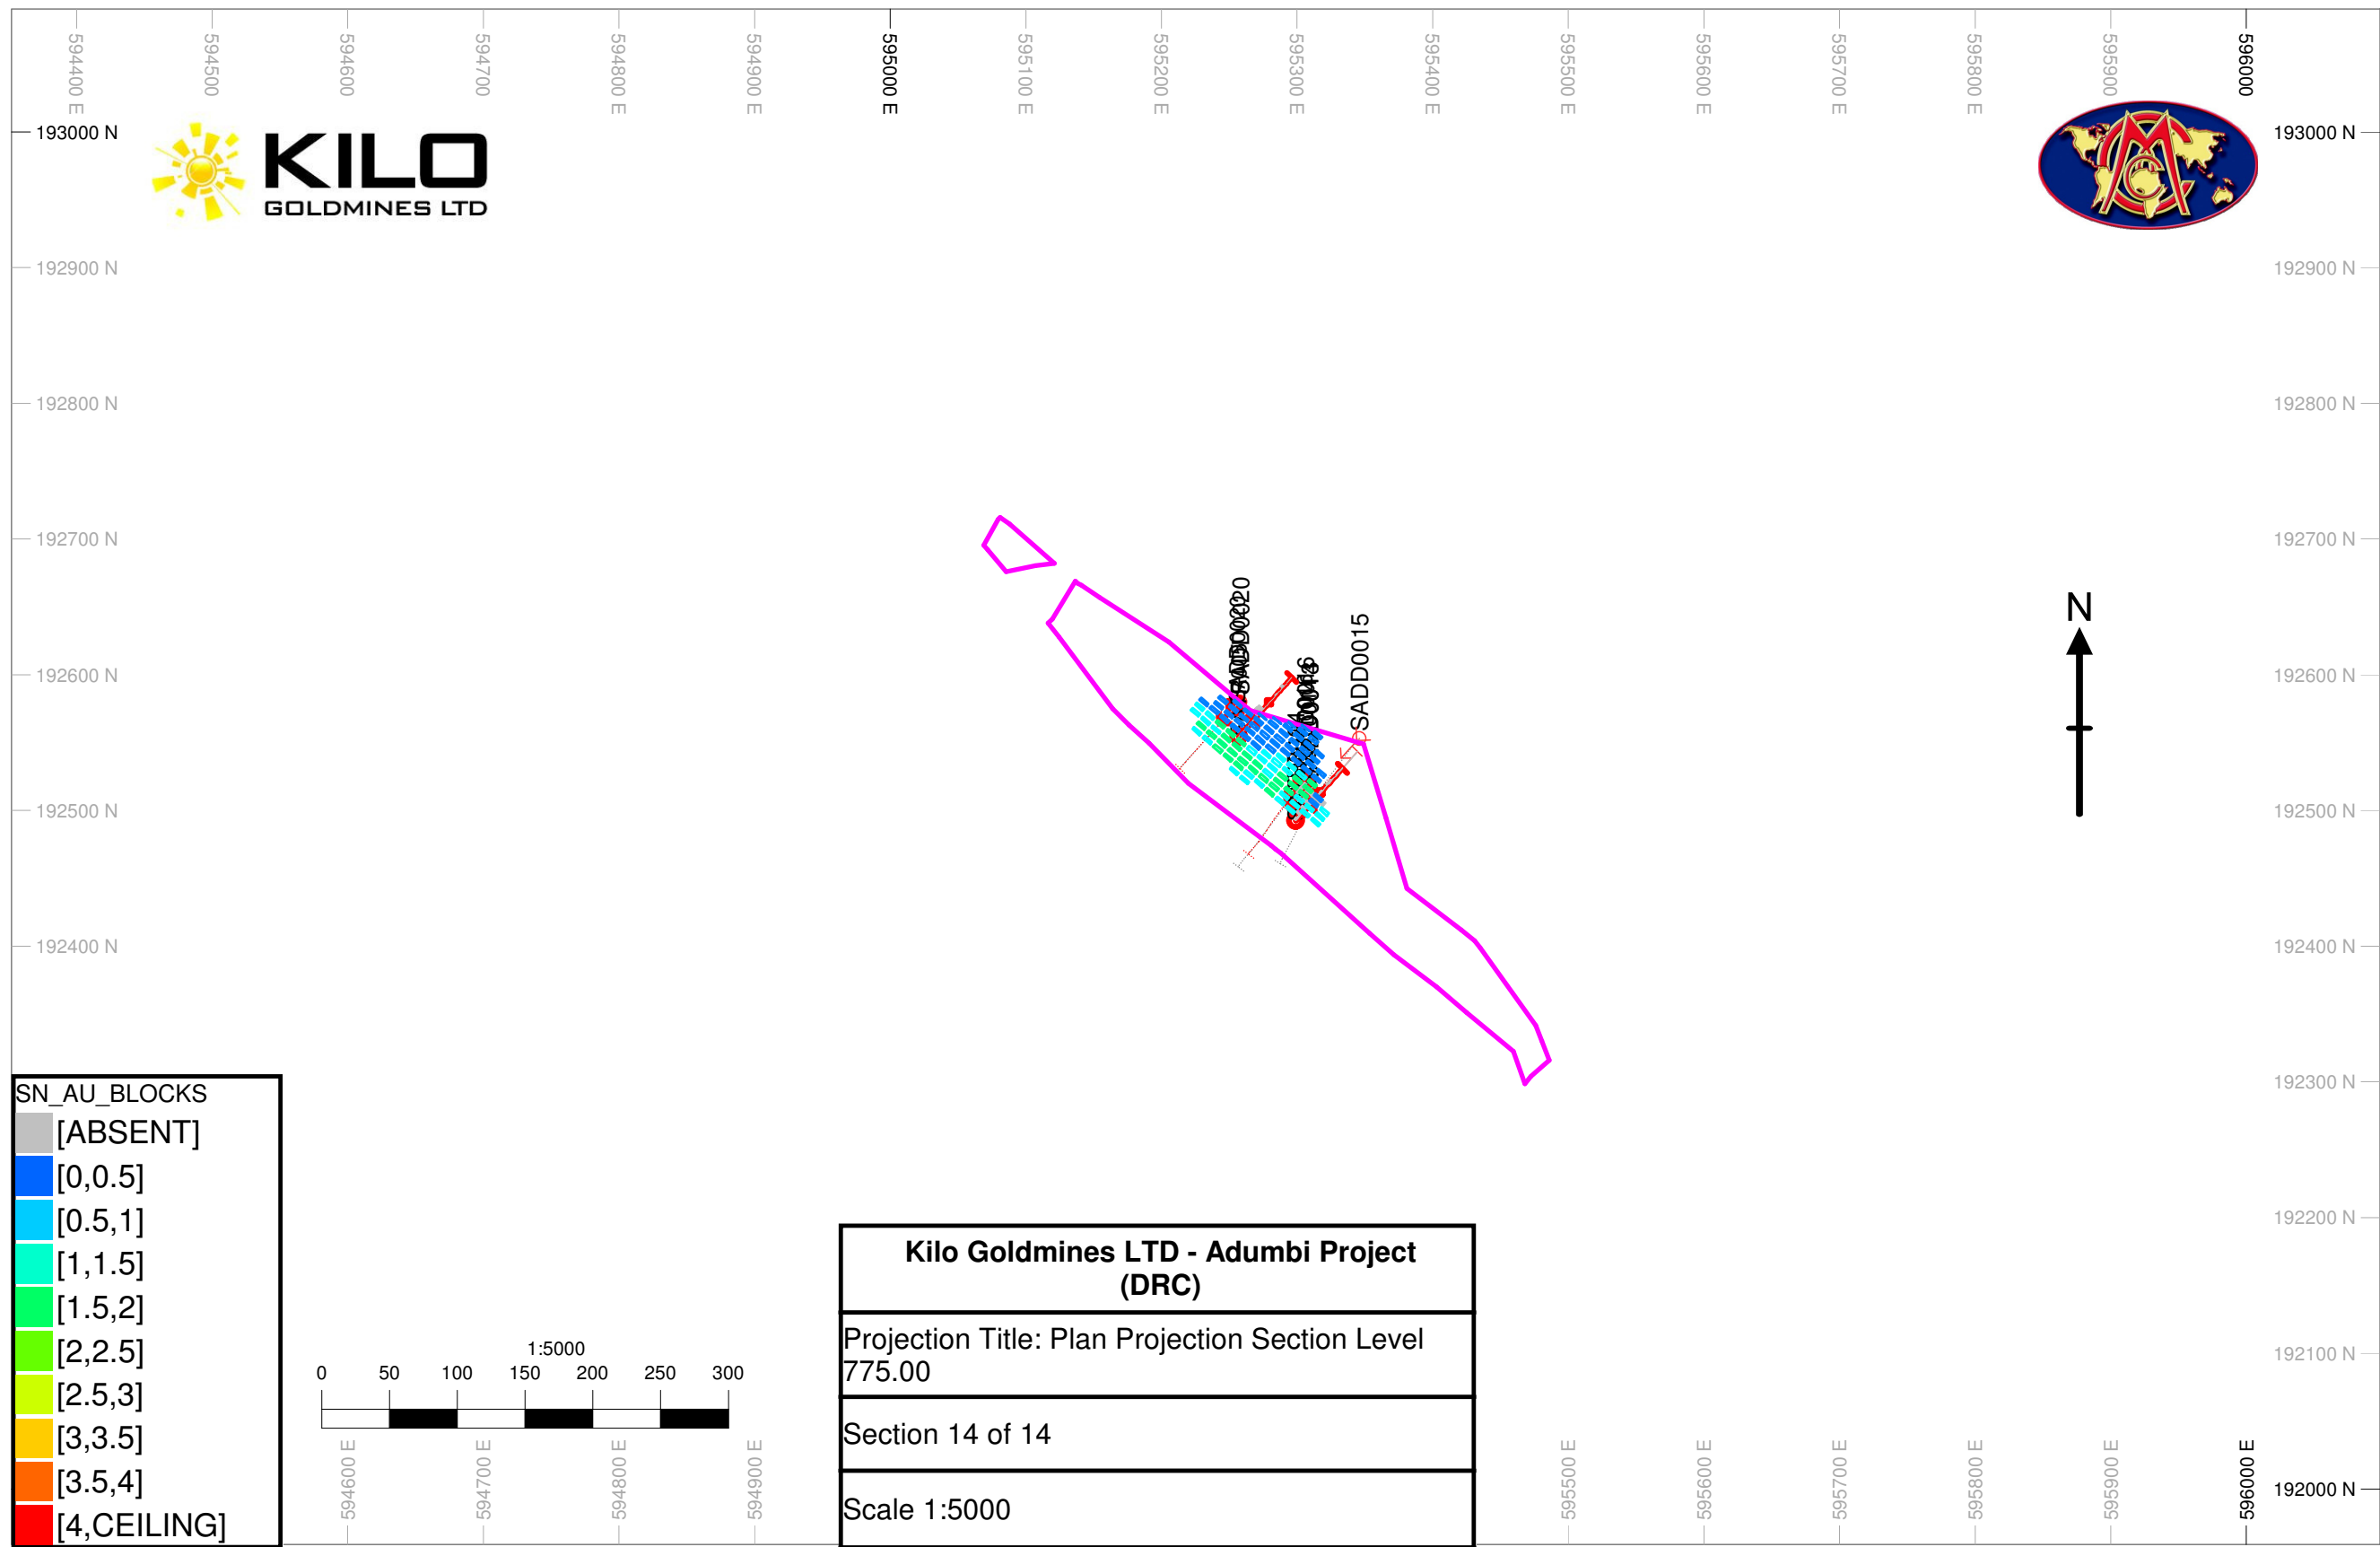 594400 E
594500 E
594600 E
594700 E
594800 E
594900 E
595000 E
595100 E
595200 E
595300 E
595400 E
595500 E
595600 E
595700 E
595800 E
595900 E
596000 E
193000 N
193000 N
KILO
GOLDMINES LTD
192900 N
192900 N
192800 N
192800 N
192700 N
192700 N
SADD0020
SADD0015
N
192600 N
192600 N
192500 N
192500 N
192400 N
192400 N
192300 N
192200 N
192100 N
192000 N
SN_AU_BLOCKS
[ABSENT]
[0,0.5]
[0.5,1]
[1,1.5]
[1.5,2]
[2,2.5]
[2.5,3]
[3,3.5]
[3.5,4]
[4,CEILING]
1:5000
0 50 100 150 200 250 300
Kilo Goldmines LTD - Adumbi Project
(DRC)
Projection Title: Plan Projection Section Level
775.00
Section 14 of 14
Scale 1:5000
594600 E
594700 E
594800 E
594900 E
595500 E
595600 E
595700 E
595800 E
595900 E
596000 E